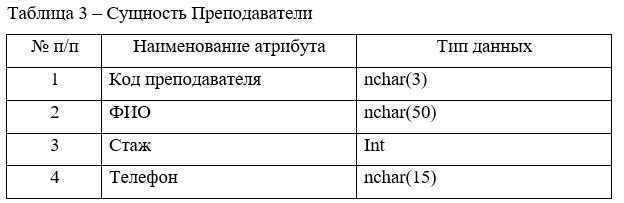 Таблица 3 – Сущность Преподаватели
№ п/п Наименование атрибута Тип данных
1 Код преподавателя nchar(3)
2 ФИО nchar(50)
3 Стаж Int
4 Телефон nchar(15)